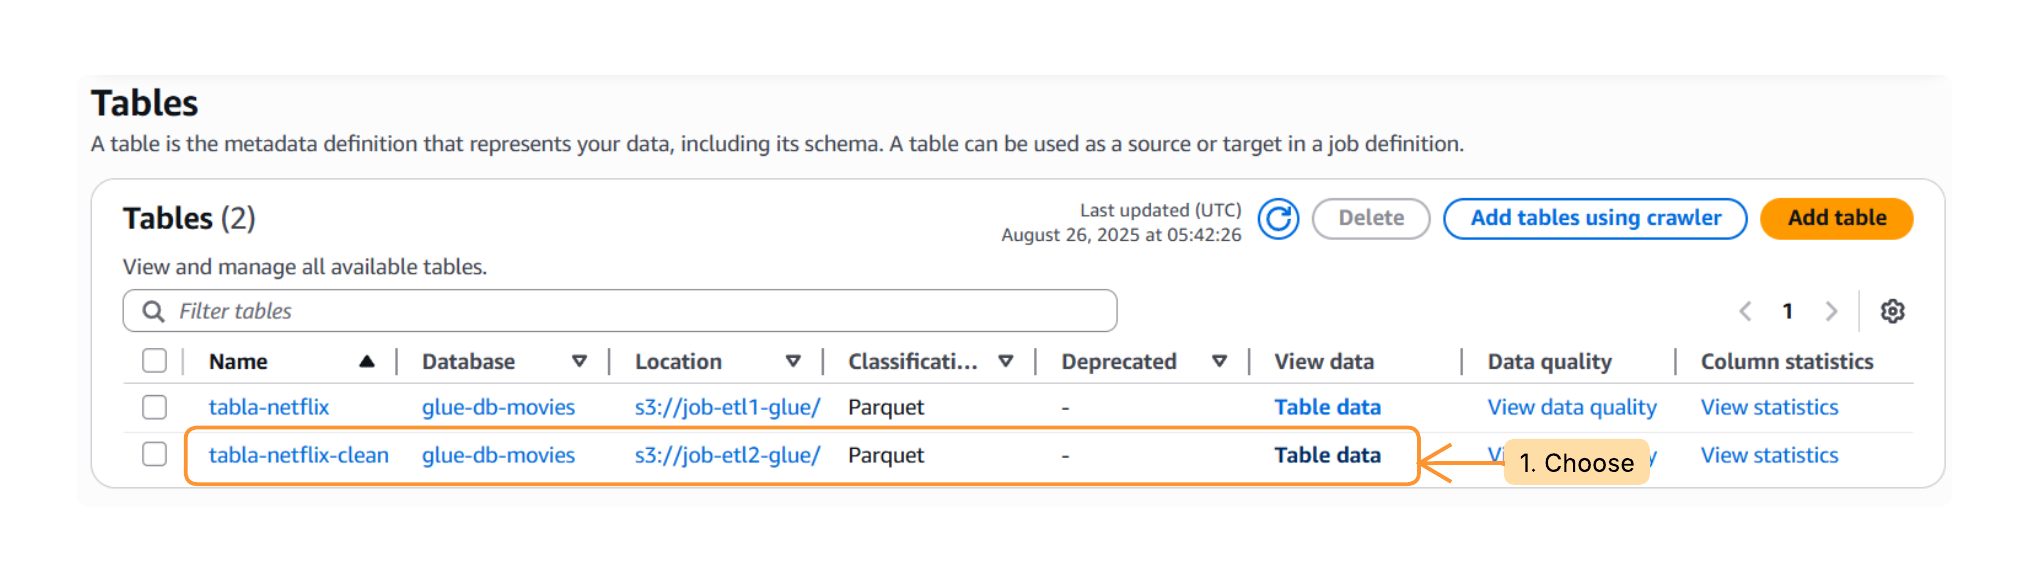 Tables
A table is the metadata definition that represents your data, including its schema. A table can be used as a source or target in a job definition.
Tables (2)
Last updated (UTC)
August 26, 2025 at 05:42:26
Delete
Add tables using crawler
Add table
View and manage all available tables.
Filter tables
1
Name Database Location Classificati... Deprecated View data Data quality Column statistics
tabla-netflix glue-db-movies s3://job-etl1-glue/ Parquet - Table data View data quality View statistics
tabla-netflix-clean glue-db-movies s3://job-etl2-glue/ Parquet - Table data View statistics
1. Choose